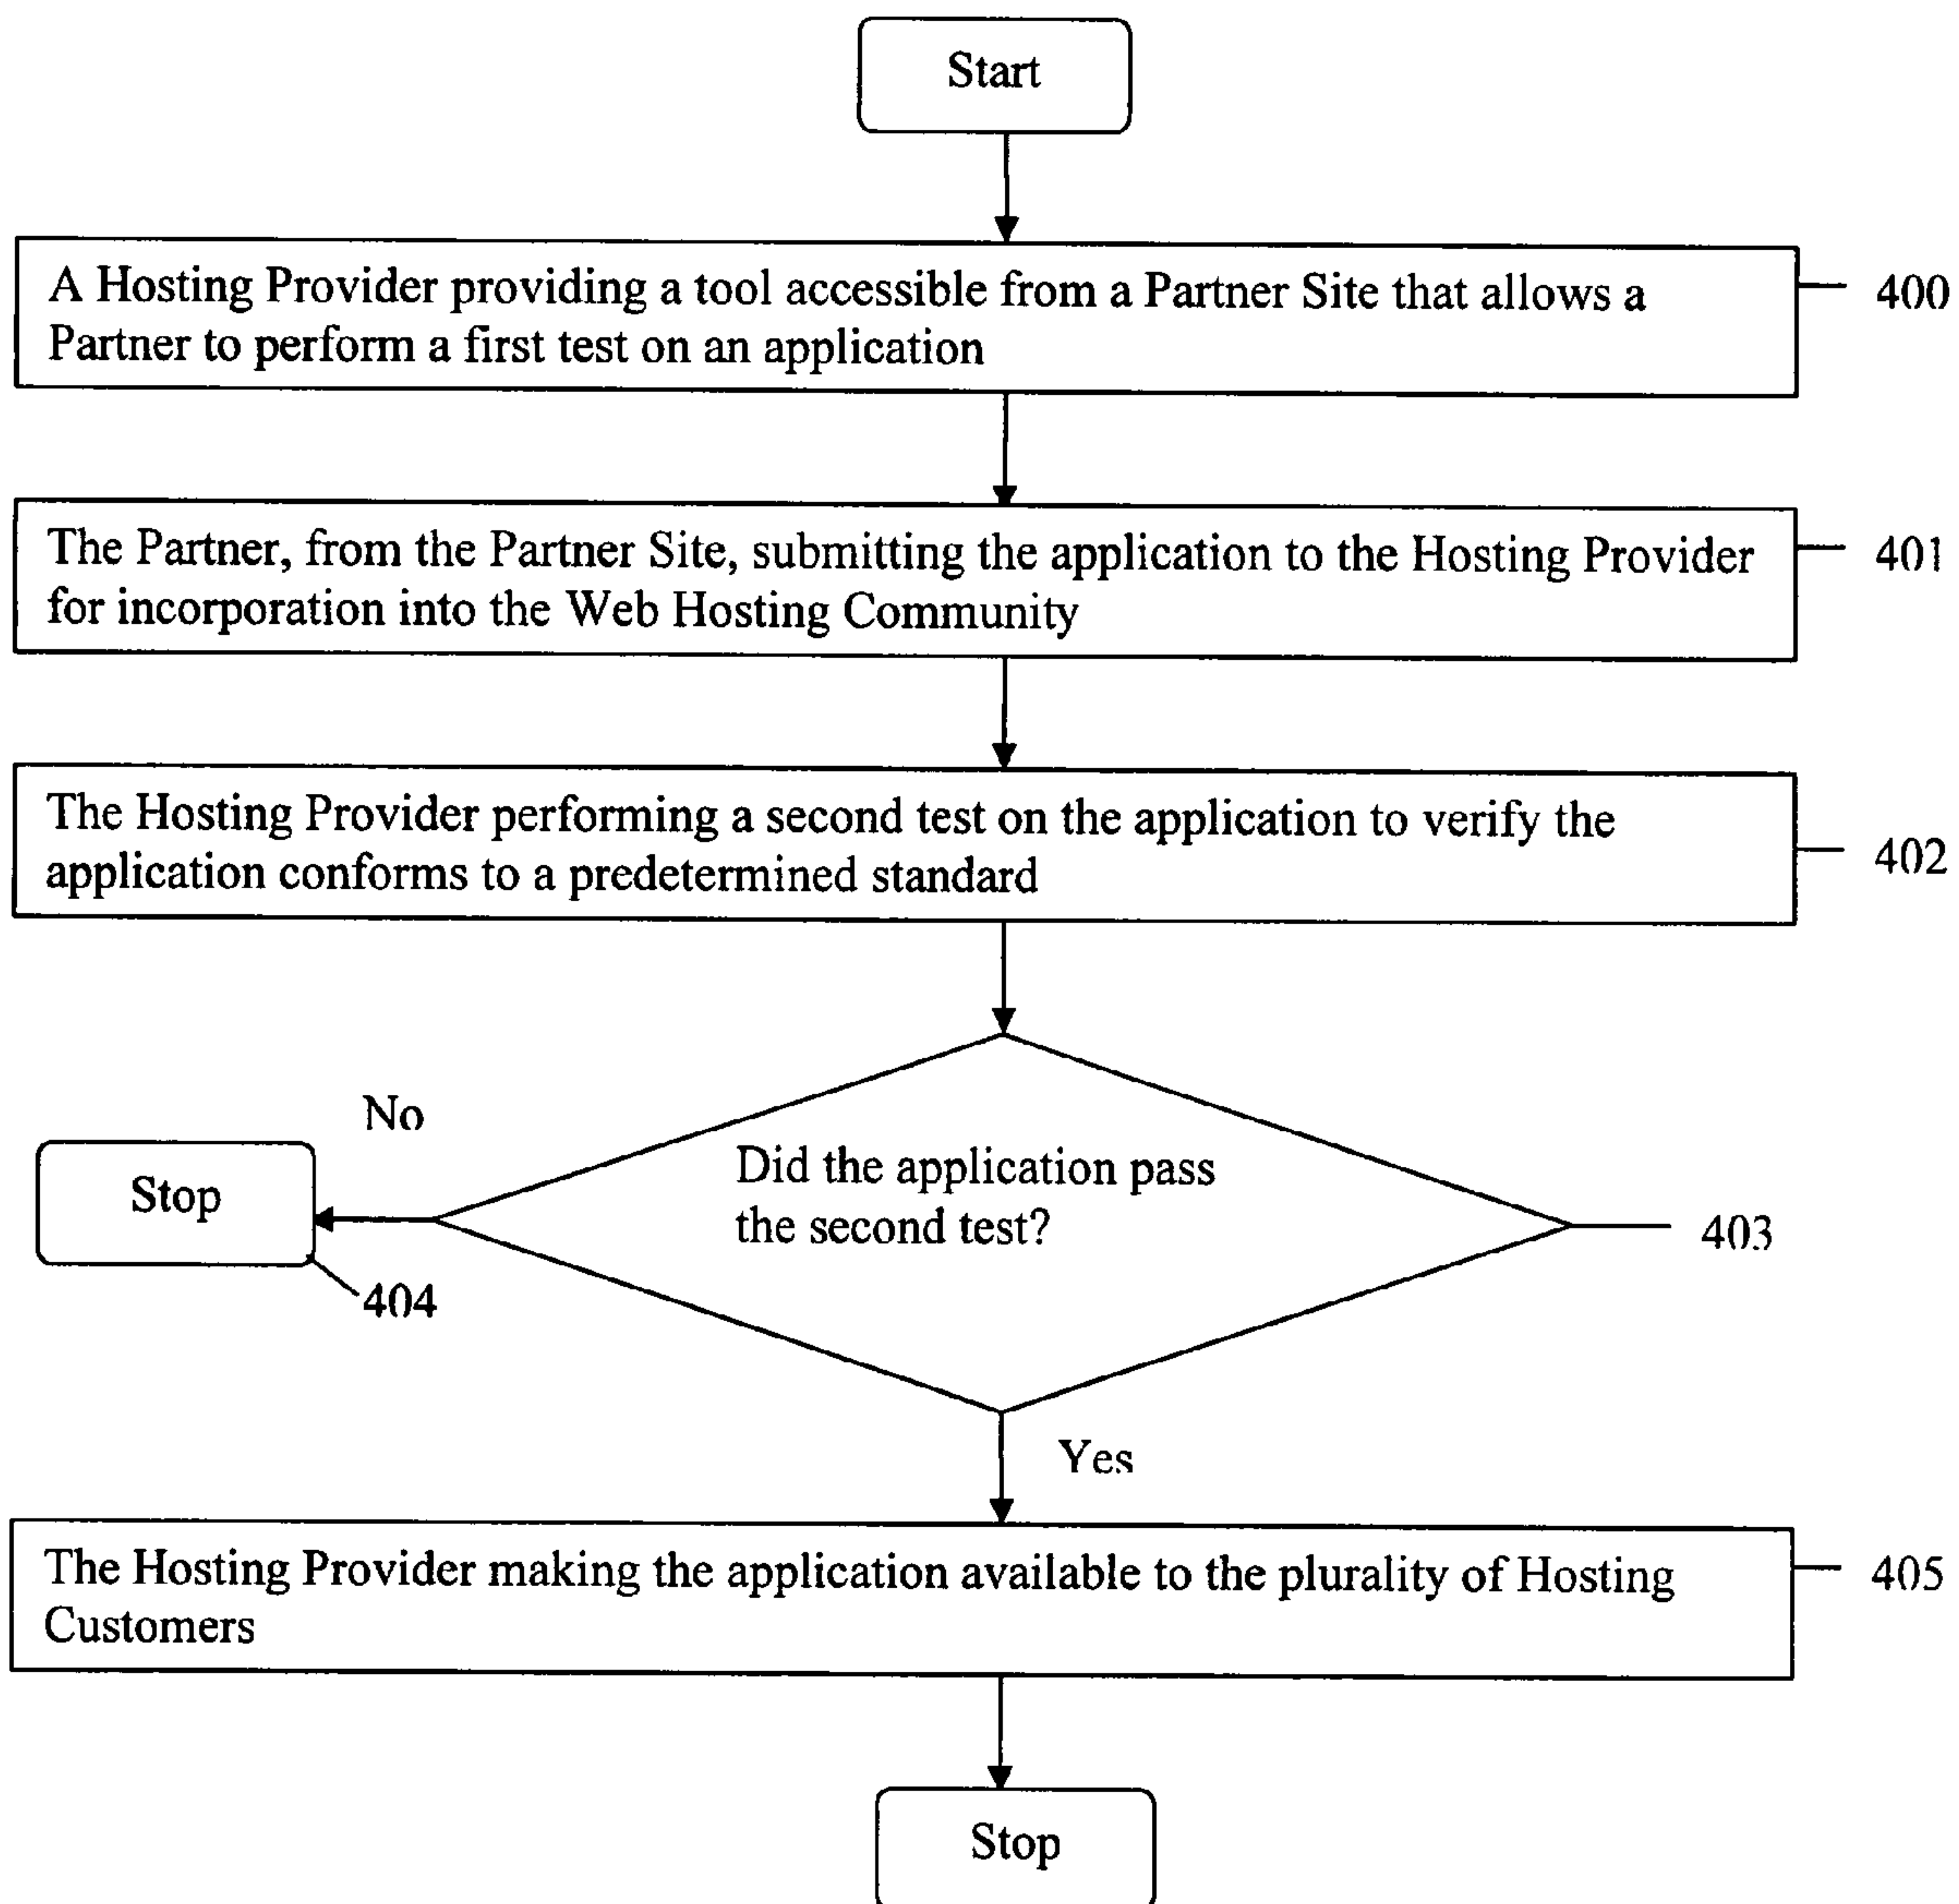 Start
A Hosting Provider providing a tool accessible from a Partner Site that allows a
Partner to perform a first test on an application
400
The Partner, from the Partner Site, submitting the application to the Hosting Provider
for incorporation into the Web Hosting Community
401
The Hosting Provider performing a second test on the application to verify the
application conforms to a predetermined standard
402
No
Did the application pass
the second test?
Stop
403
404
Yes
The Hosting Provider making the application available to the plurality of Hosting
Customers
405
Stop